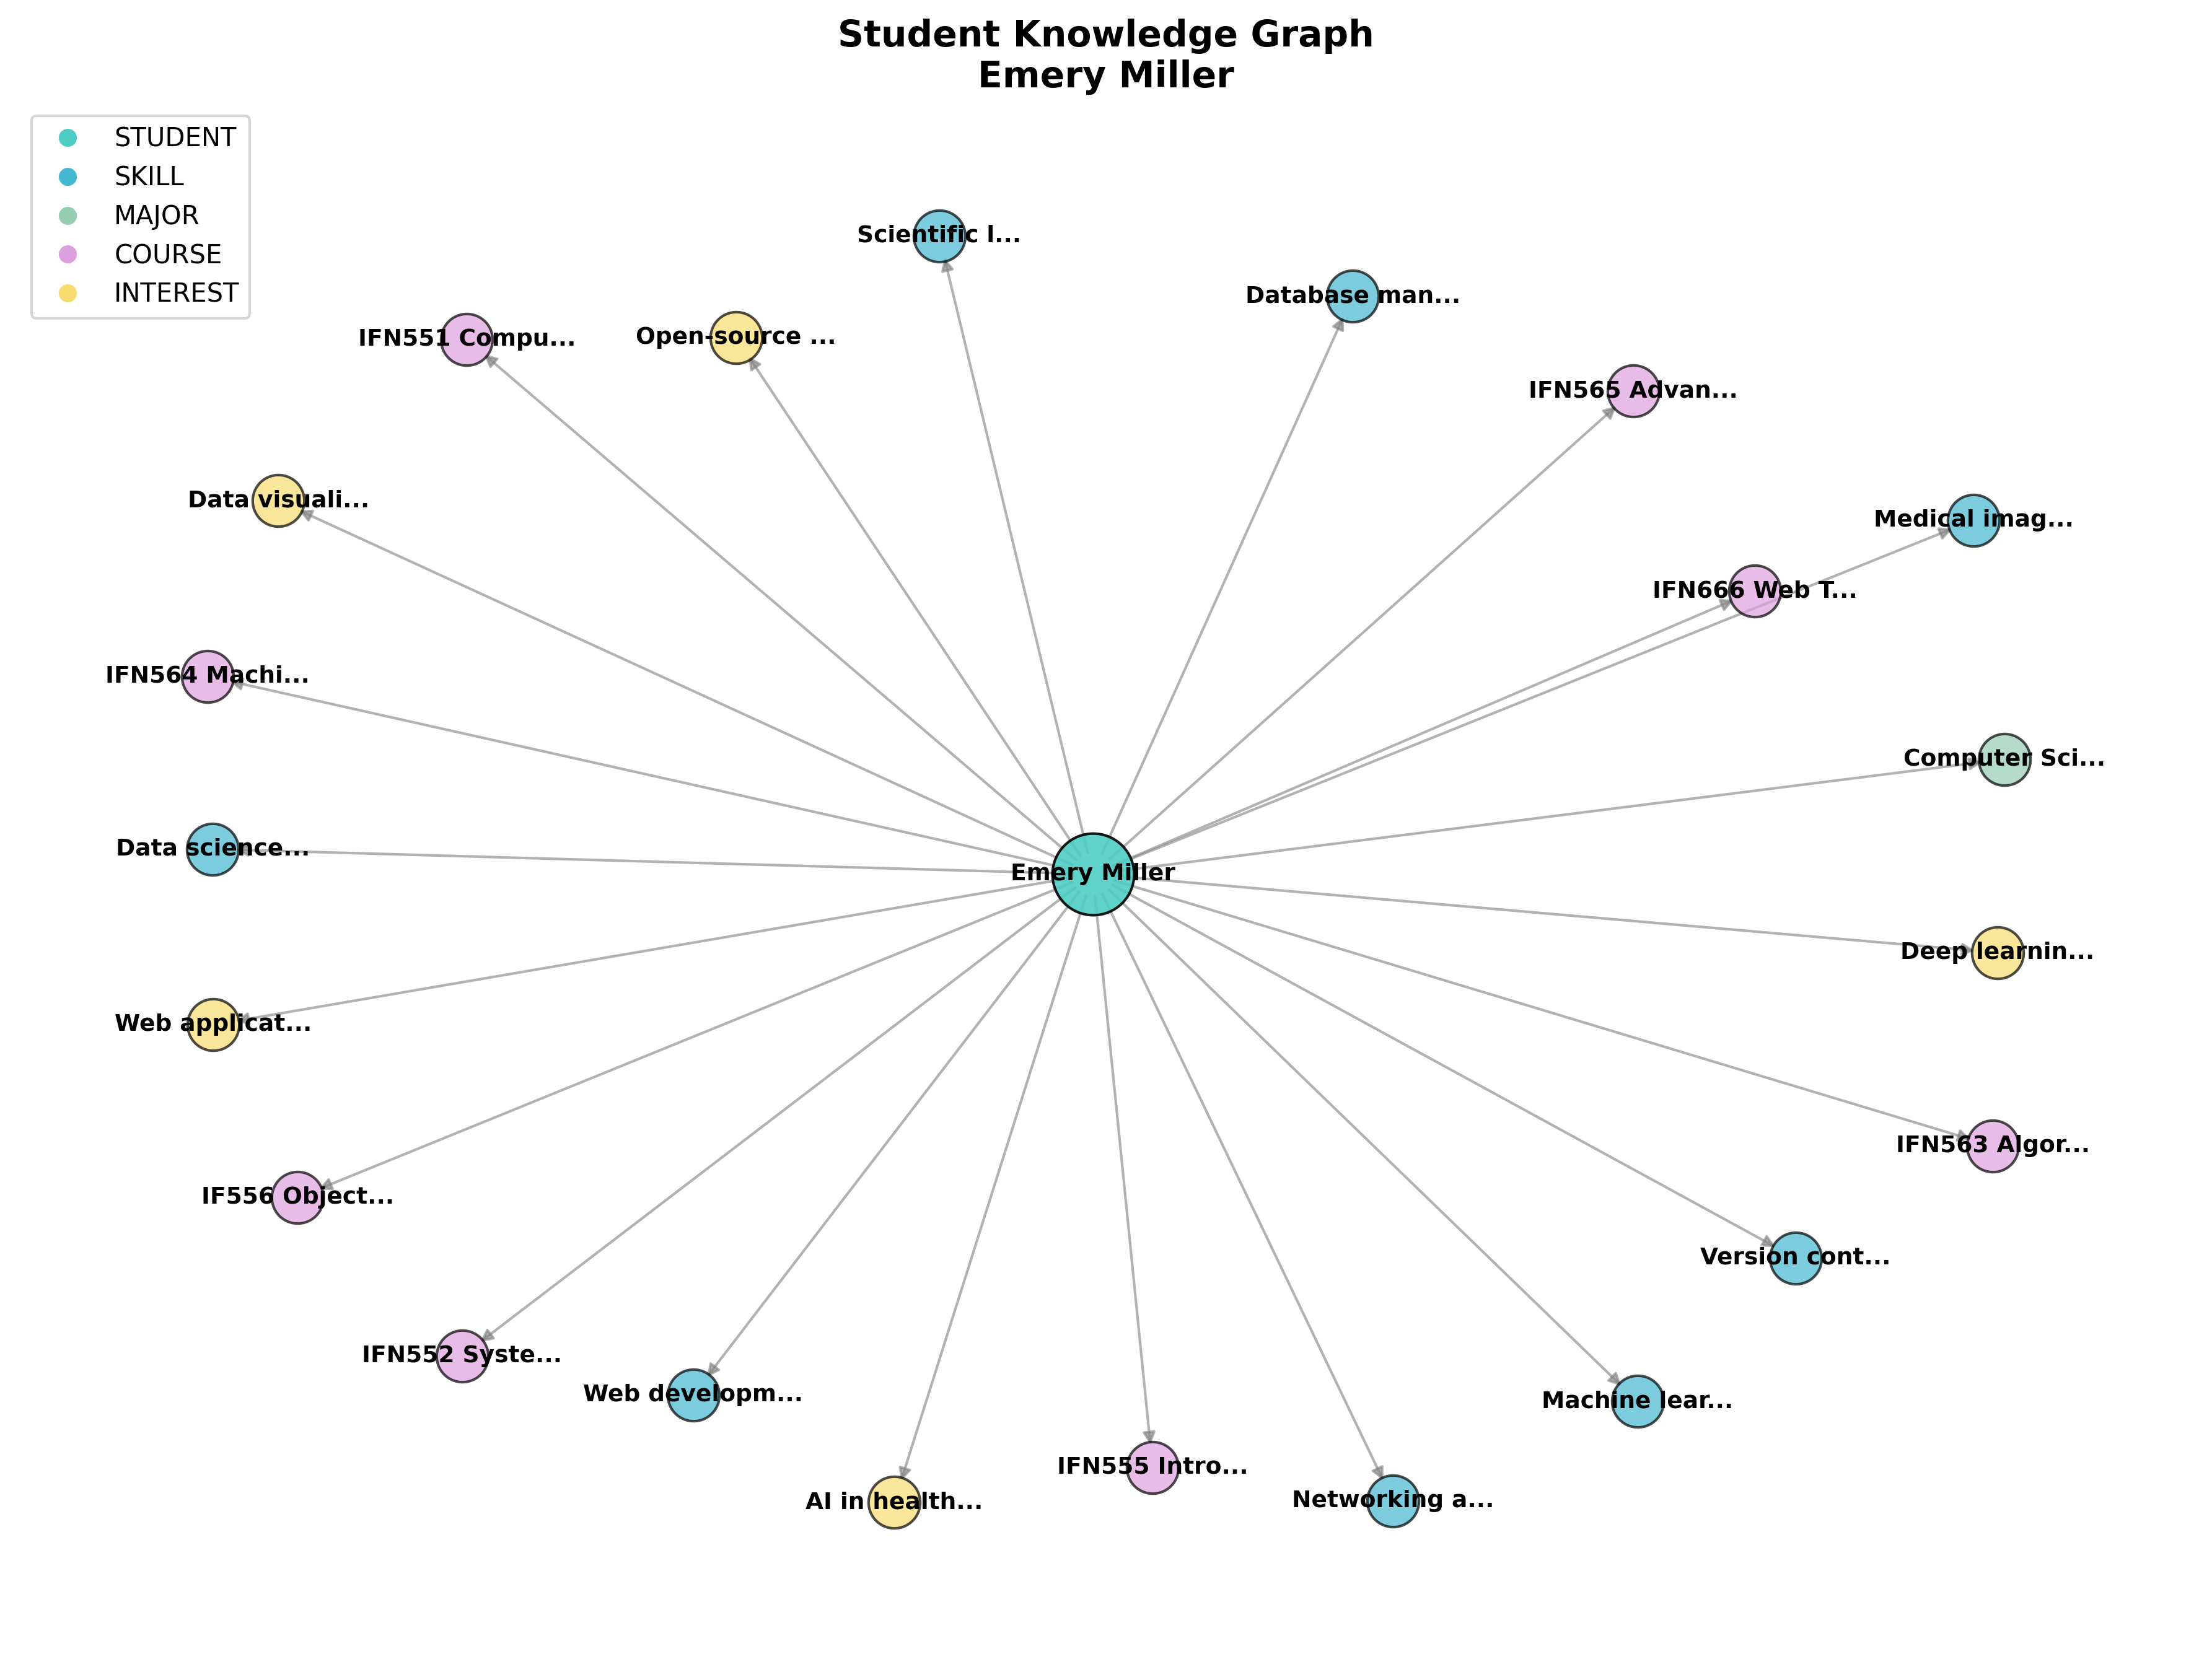 Student Knowledge Graph
Emery Miller
STUDENT
SKILL
MAJOR
COURSE
INTEREST
Scientific l...
Database man...
IFN551 Compu...
Open-source ...
IFN565 Advan...
Data visuali...
Medical imag...
IFN666 Web T...
IFN564 Machi...
Computer Sci...
Data science...
Emery Miller
Deep learnin...
Web applicat...
IFN563 Algor...
IF556 Object...
Version cont...
IFN552 Syste...
Web developm...
Machine lear...
IFN555 Intro...
AI in health...
Networking a...